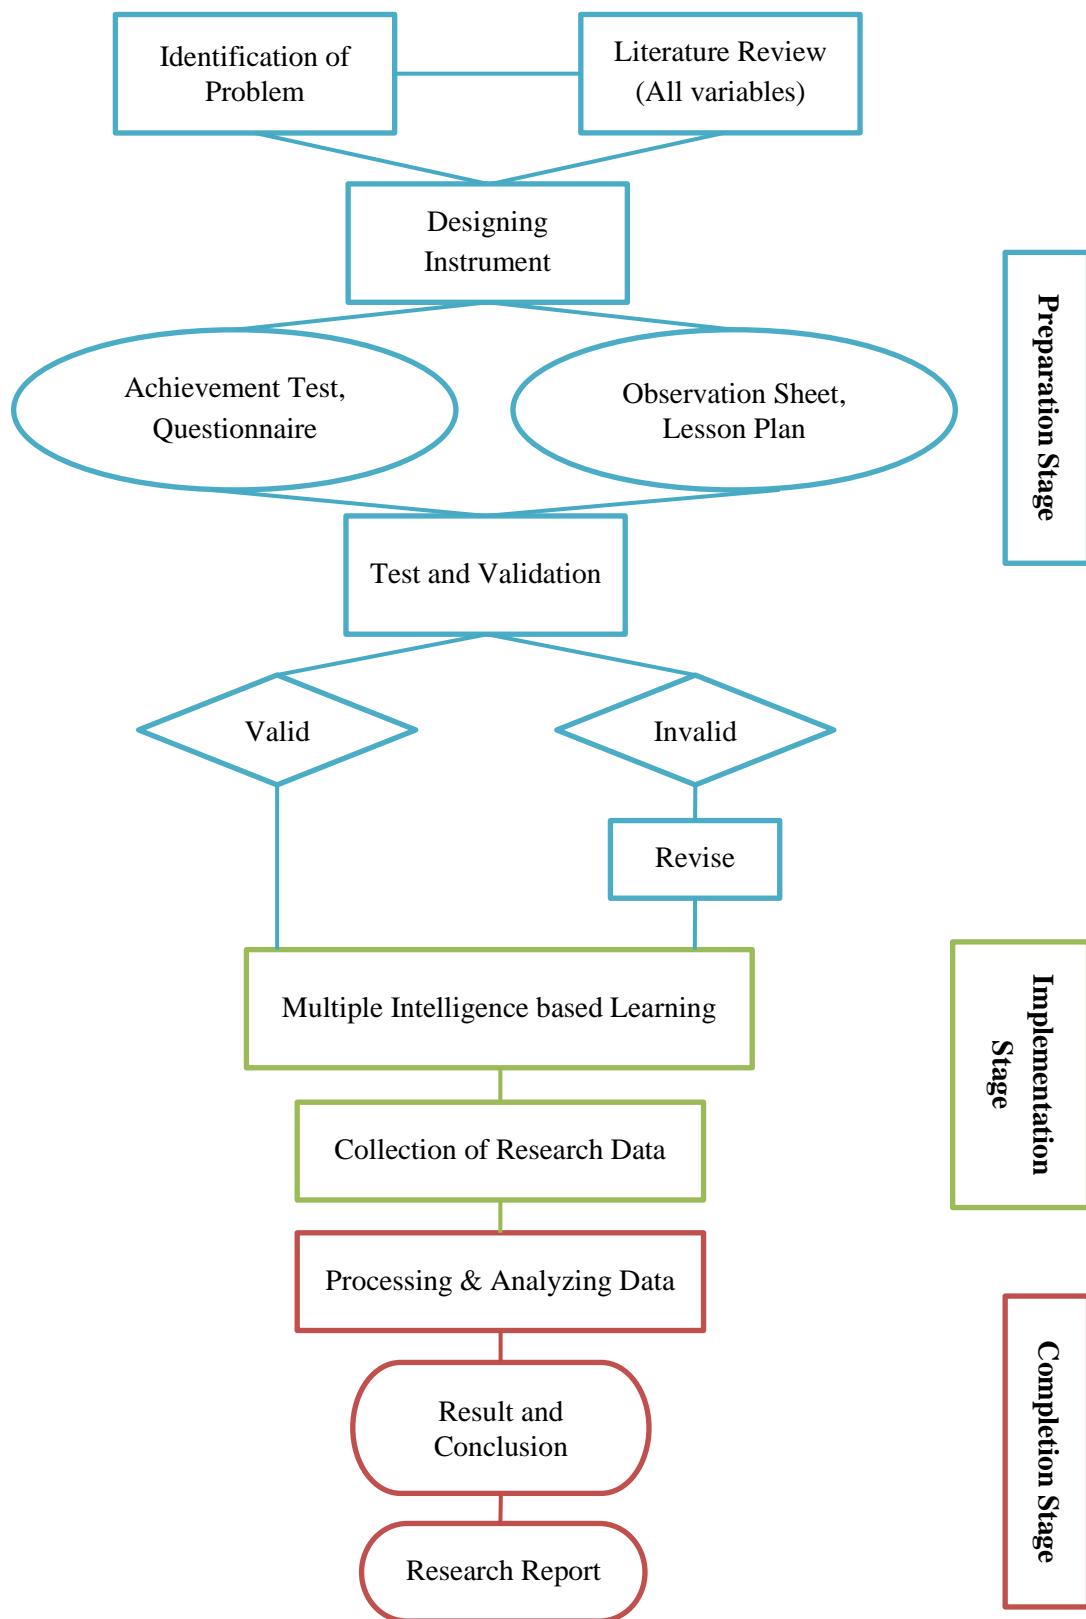 Identification of
Problem
Literature Review
(All variables)
Designing
Instrument
Achievement Test,
Questionnaire
Observation Sheet,
Lesson Plan
Preparation Stage
Test and Validation
Valid
Invalid
Revise
Multiple Intelligence based Learning
Implementation
Stage
Collection of Research Data
Processing & Analyzing Data
Result and
Conclusion
Completion Stage
Research Report